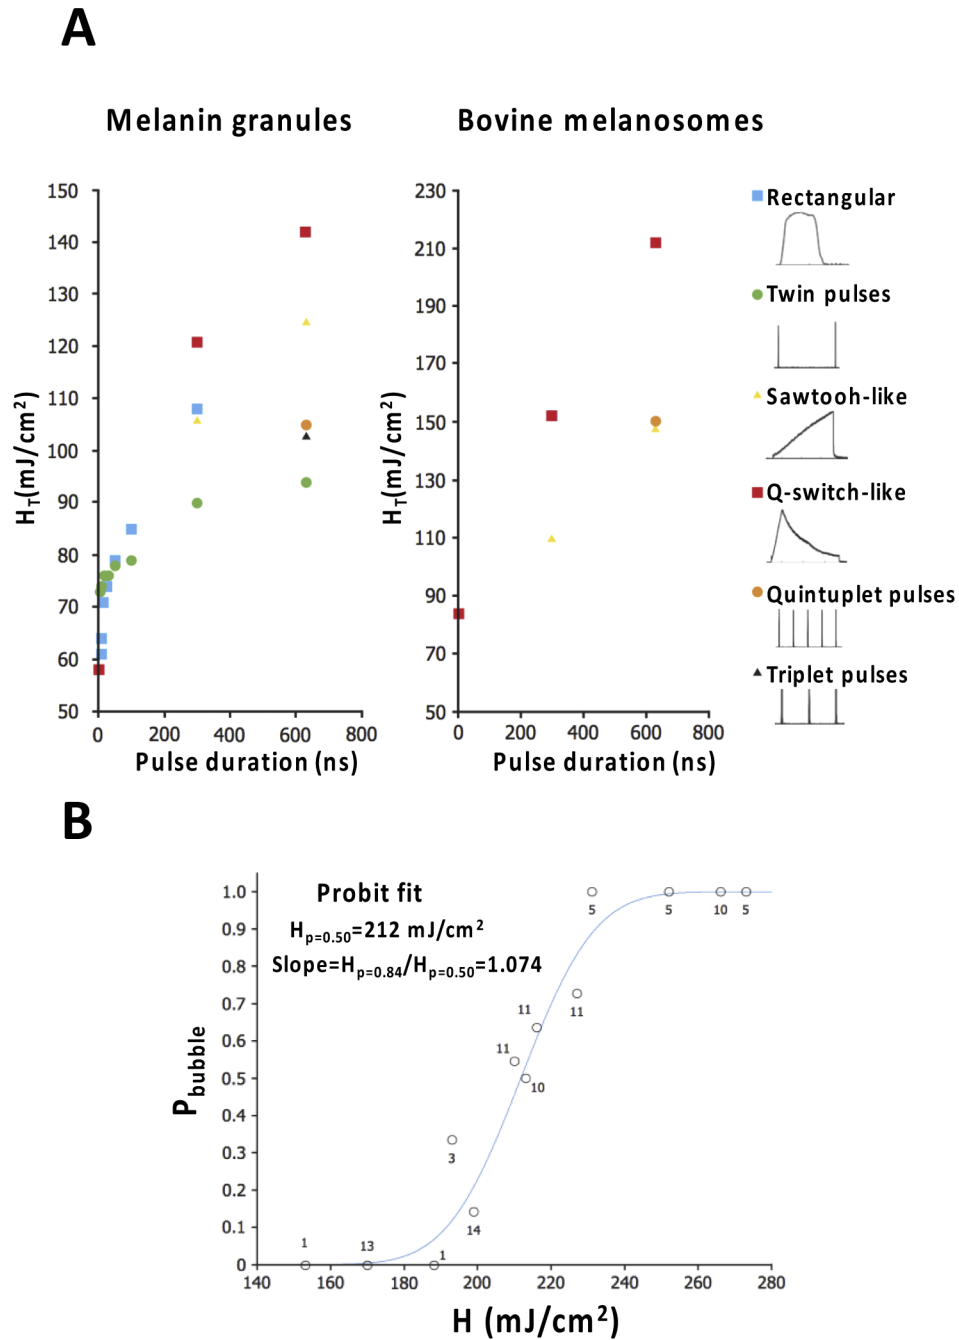 A
Melanin granules
Bovine melanosomes
150
140
130
120
110
100
90
80
70
60
50
H_T(mJ/cm²)
0 200 400 600 800
Pulse duration (ns)
230
210
190
170
150
130
110
90
70
50
H_T(mJ/cm²)
0 200 400 600 800
Pulse duration (ns)
Rectangular
Twin pulses
Sawtooh-like
Q-switch-like
Quintuplet pulses
Triplet pulses
B
Probit fit
H_p=0.50=212 mJ/cm²
Slope=H_p=0.84/H_p=0.50=1.074
1.0
0.9
0.8
0.7
0.6
0.5
0.4
0.3
0.2
0.1
0
P_bubble
5 5 10 5
11
11
11
10
3
14
1
13
1
140 160 180 200 220 240 260 280
H (mJ/cm²)